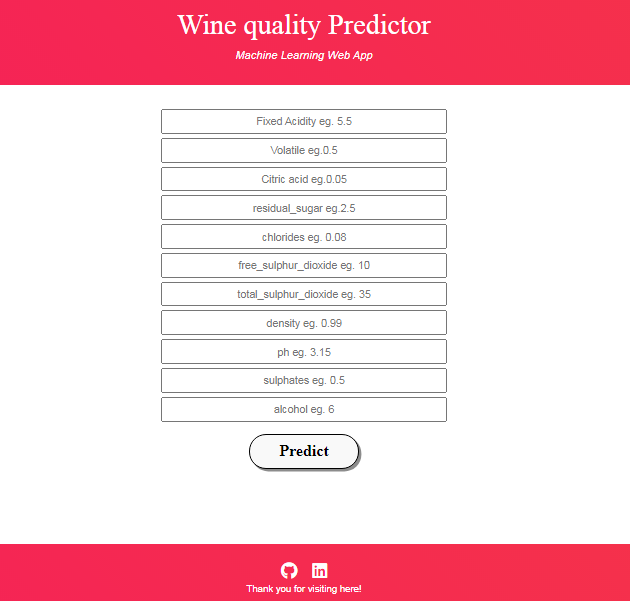 Wine quality Predictor
Machine Learning Web App
Fixed Acidity eg. 5.5
Volatile eg.0.5
Citric acid eg.0.05
residual_sugar eg.2.5
chlorides eg. 0.08
free_sulphur_dioxide eg. 10
total_sulphur_dioxide eg. 35
density eg. 0.99
ph eg. 3.15
sulphates eg. 0.5
alcohol eg. 6
Predict
in
Thank you for visiting here!